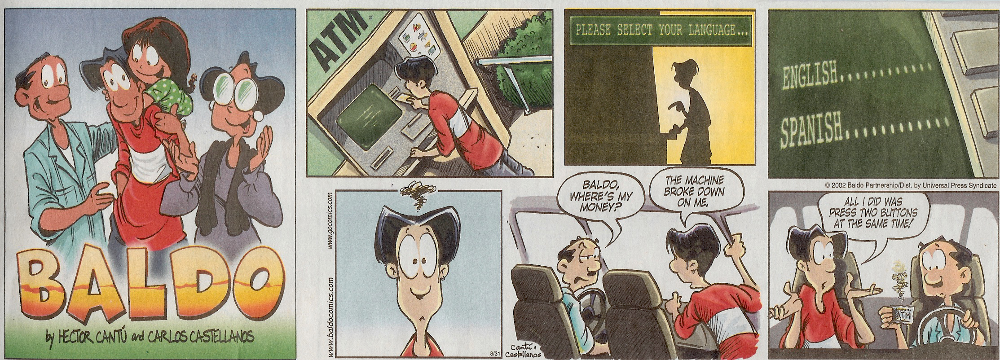 BALDO
by HECTOR CANTÚ and CARLOS CASTELLANOS
ATM
PLEASE SELECT YOUR LANGUAGE...
ENGLISH............
SPANISH............
© 2002 Baldo Partnership/Dist. by Universal Press Syndicate
www.baldocomics.com
www.gocomics.com
8/31
BALDO,
WHERE'S MY
MONEY?
THE MACHINE
BROKE DOWN
ON ME.
Cantú &
Castellanos
ALL I DID WAS
PRESS TWO BUTTONS
AT THE SAME TIME!
ATM